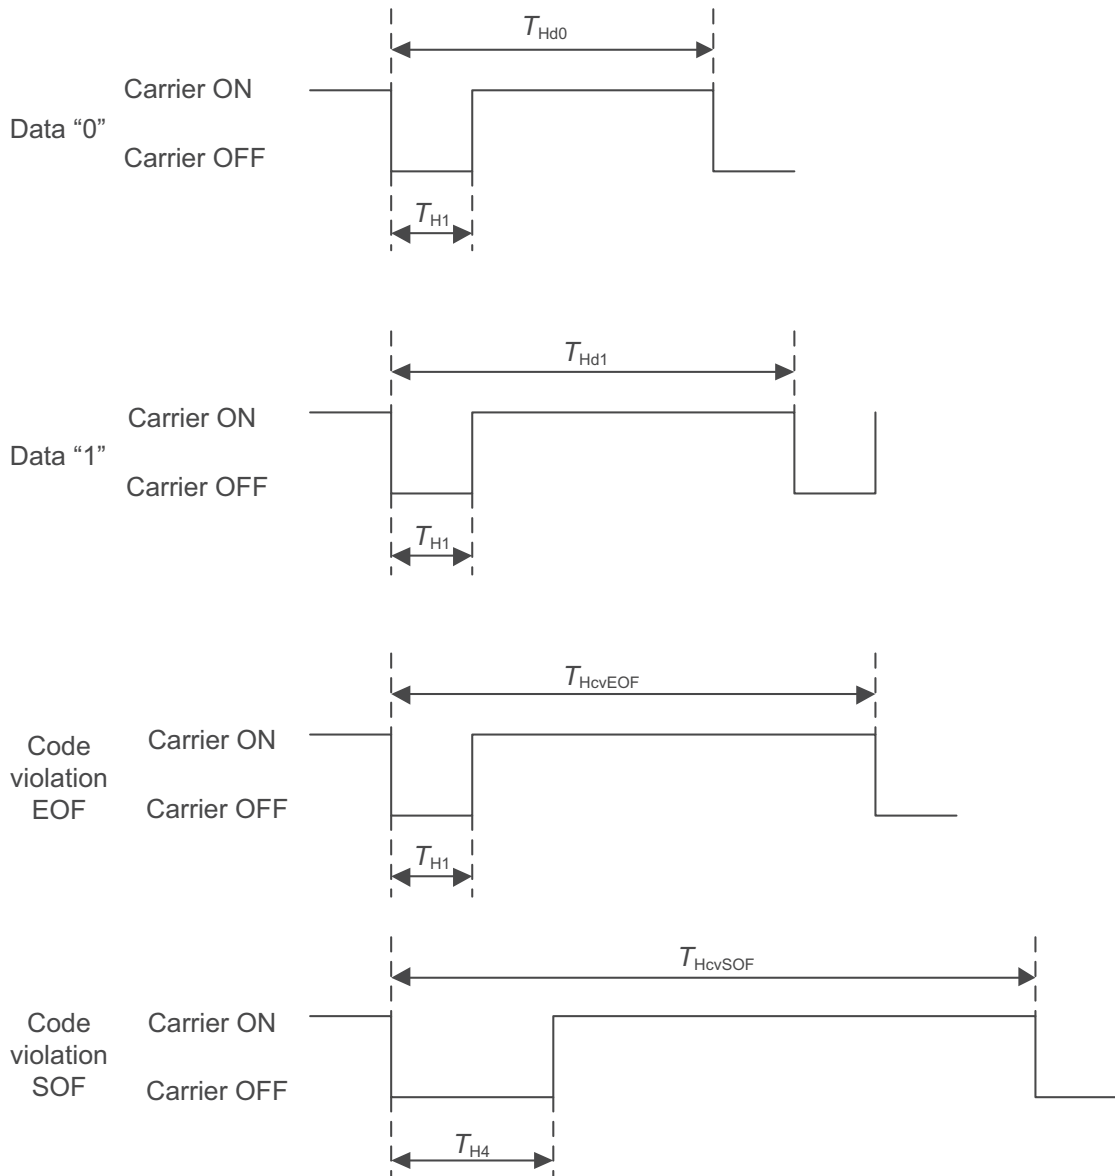 THd0
Carrier ON
Data “0”
Carrier OFF
TH1
THd1
Carrier ON
Data “1”
Carrier OFF
TH1
THcvEOF
Code
violation
EOF
Carrier ON
Carrier OFF
TH1
THcvSOF
Code
violation
SOF
Carrier ON
Carrier OFF
TH4